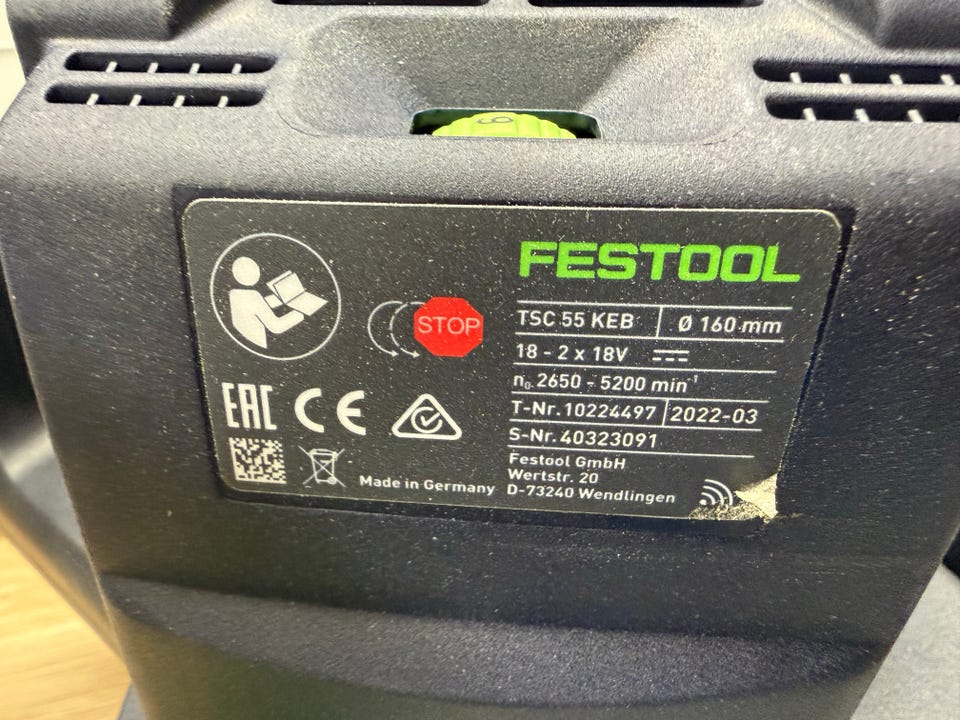 6
FESTOOL
STOP
TSC 55 KEB Ø 160 mm
18 - 2 x 18V
n₀ 2650 - 5200 min⁻¹
T-Nr. 10224497 2022-03
S-Nr. 40323091
EAC CE
Festool GmbH
Wertstr. 20
Made in Germany D-73240 Wendlingen